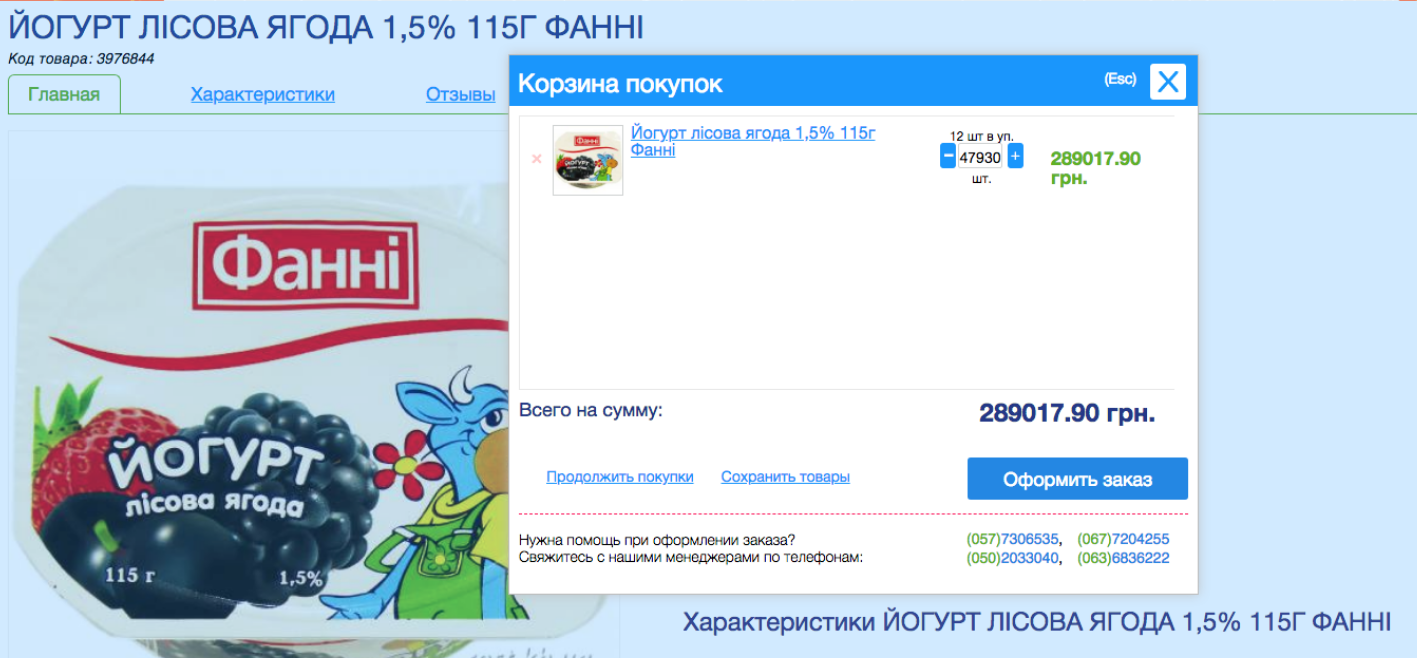 ЙОГУРТ ЛІСОВА ЯГОДА 1,5% 115Г ФАННІ
Код товара: 3976844
Главная
Характеристики
Отзывы
Фанні
йогурт
лісова ягода
115 г
1,5%
Корзина покупок
(Esc)
Фанні
йогурт
Йогурт лісова ягода 1,5% 115г
Фанні
12 шт в уп.
47930
шт.
289017.90
грн.
Всего на сумму:
289017.90 грн.
Продолжить покупки
Сохранить товары
Оформить заказ
Нужна помощь при оформлении заказа?
Свяжитесь с нашими менеджерами по телефонам:
(057)7306535, (067)7204255
(050)2033040, (063)6836222
Характеристики ЙОГУРТ ЛІСОВА ЯГОДА 1,5% 115Г ФАННІ